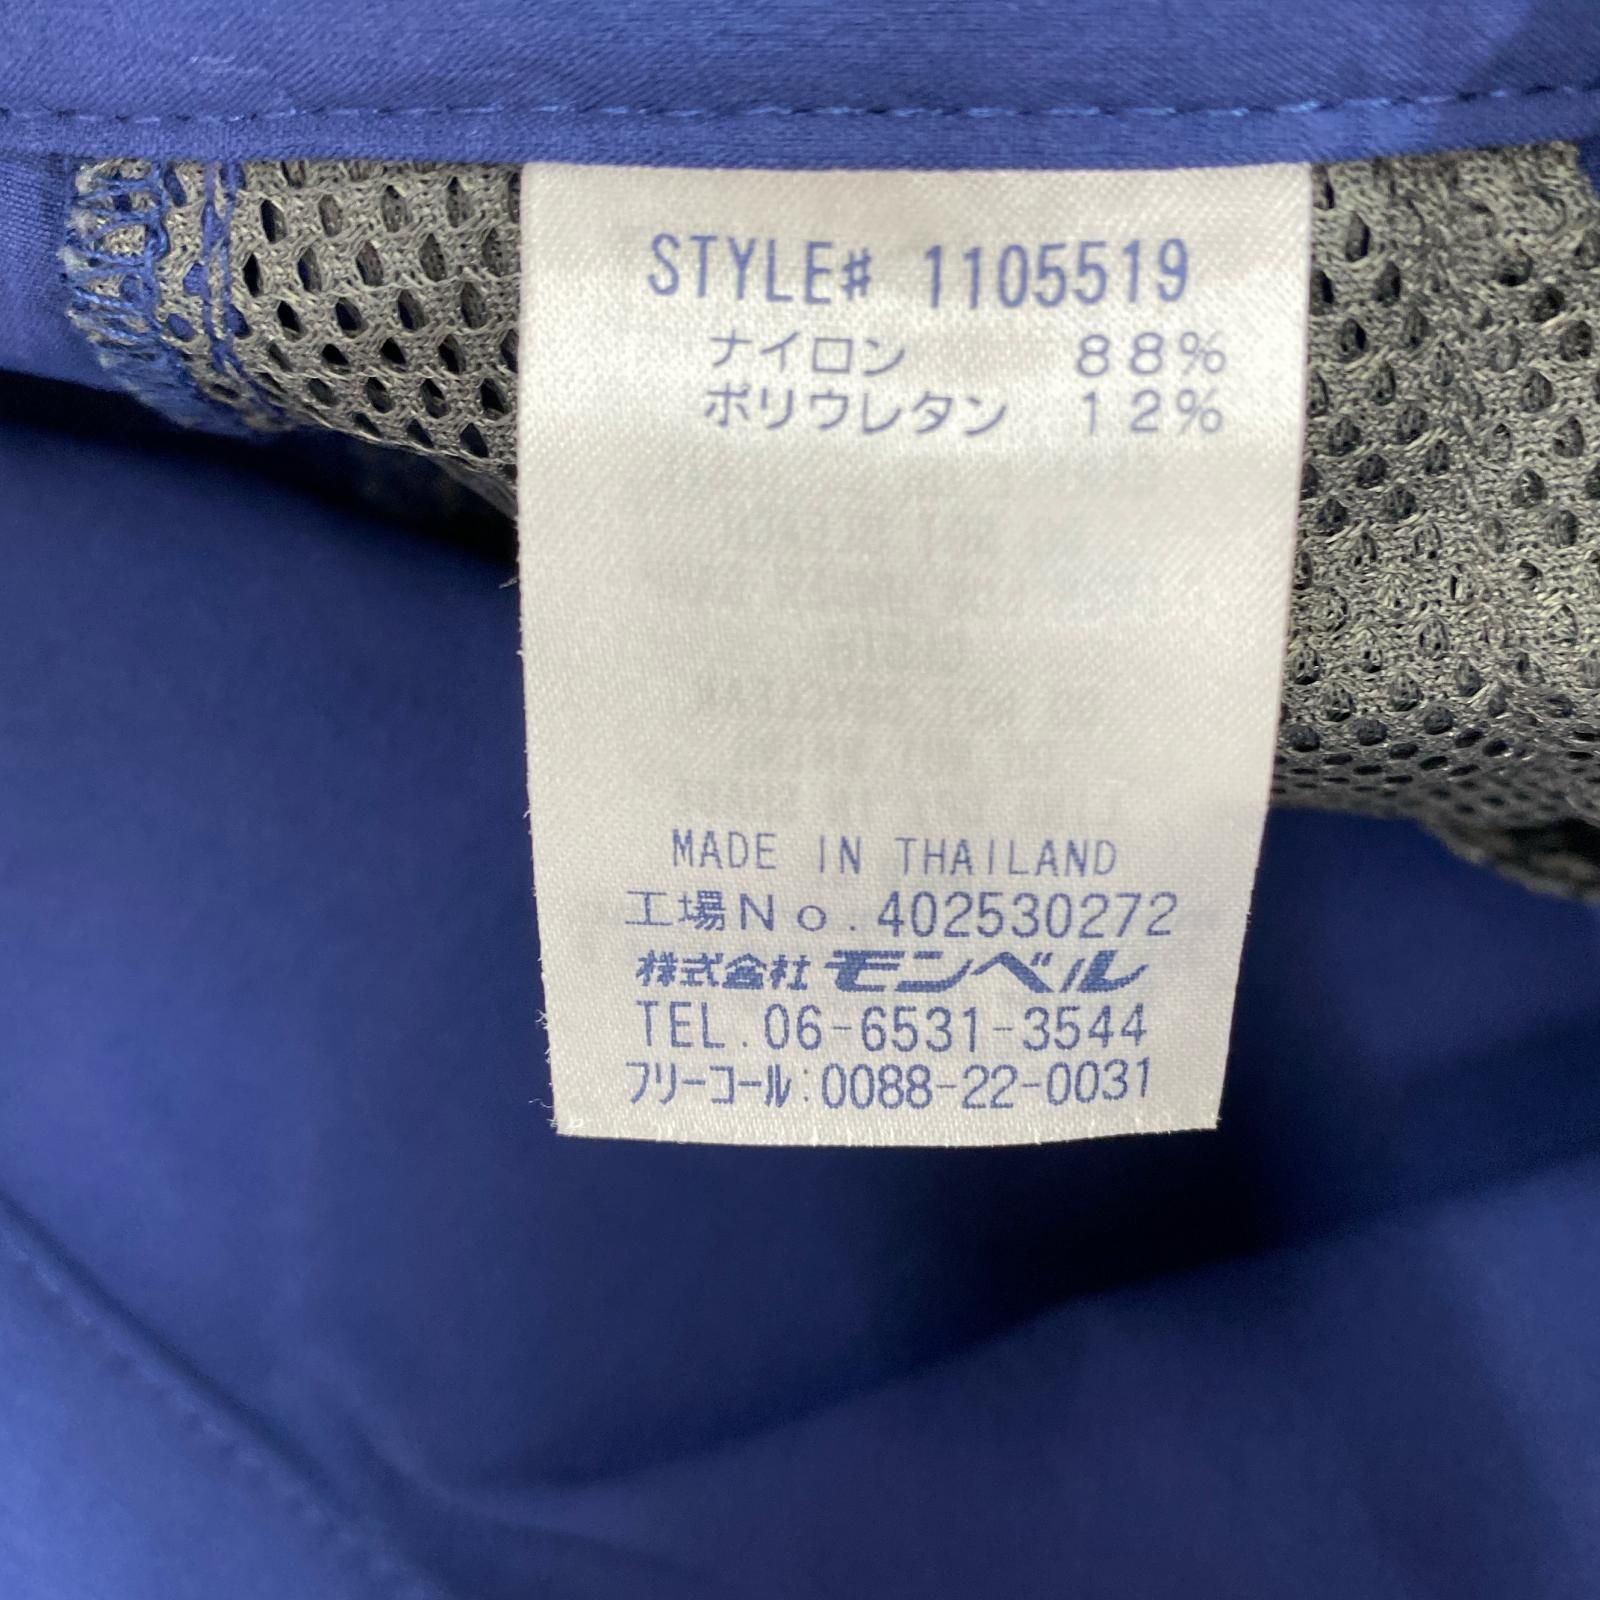 STYLE# 1105519
ナイロン 88%
ポリウレタン 12%
MADE IN THAILAND
工場No.402530272
株式会社モンベル
TEL.06-6531-3544
フリーコール:0088-22-0031